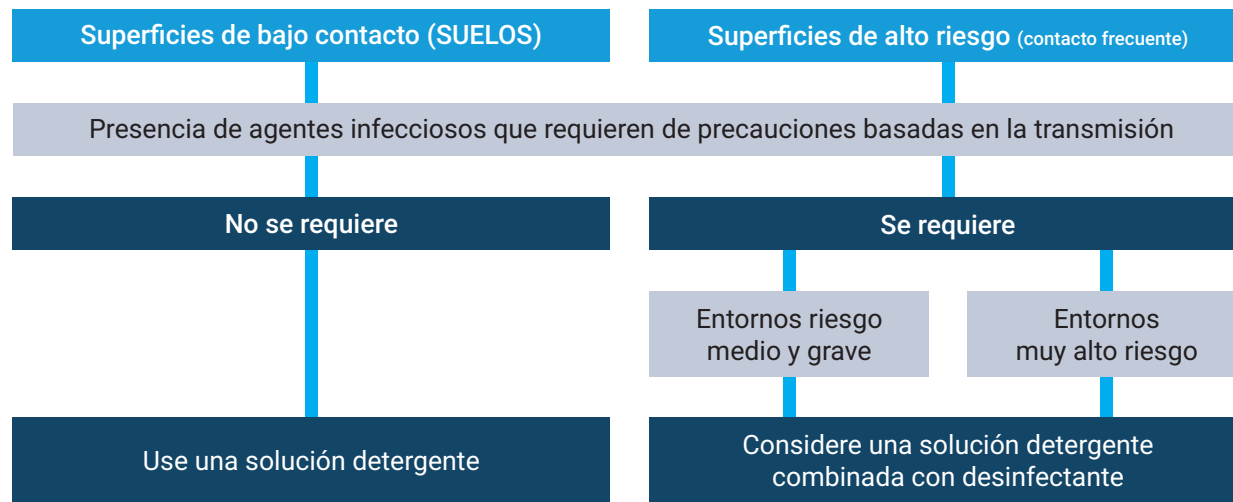 Superficies de bajo contacto (SUELOS)
Superficies de alto riesgo (contacto frecuente)
Presencia de agentes infecciosos que requieren de precauciones basadas en la transmisión
No se requiere
Se requiere
Entornos riesgo
medio y grave
Entornos
muy alto riesgo
Use una solución detergente
Considere una solución detergente
combinada con desinfectante